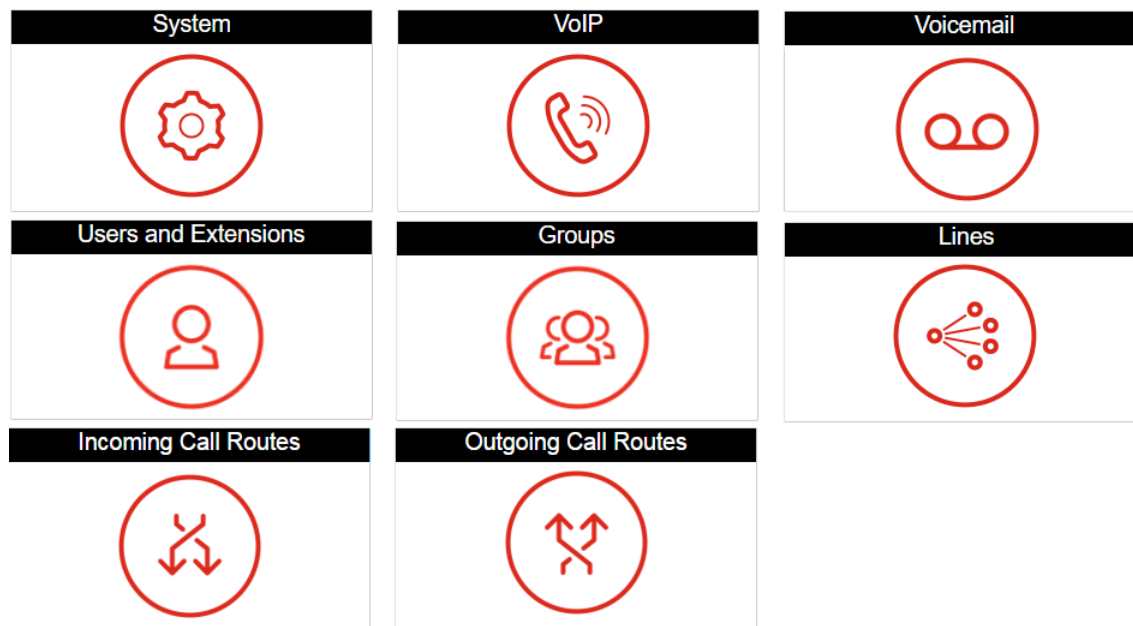 System
VoIP
Voicemail
Users and Extensions
Groups
Lines
Incoming Call Routes
Outgoing Call Routes